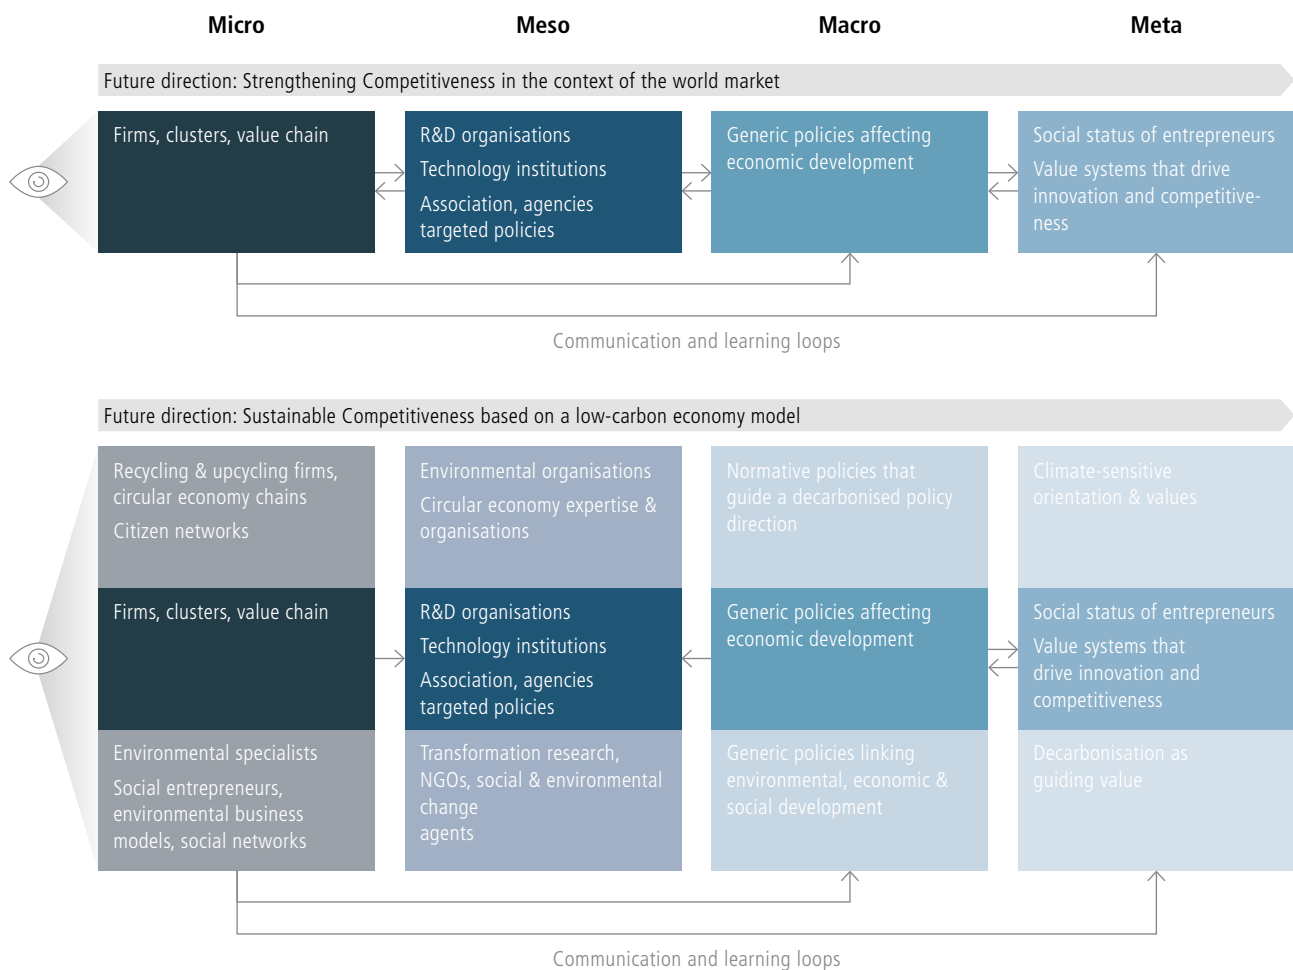 Micro
Meso
Macro
Meta
Future direction: Strengthening Competitiveness in the context of the world market
Firms, clusters, value chain
R&D organisations
Technology institutions
Association, agencies
targeted policies
Generic policies affecting
economic development
Social status of entrepreneurs
Value systems that drive
innovation and competitive-
ness
Communication and learning loops
Future direction: Sustainable Competitiveness based on a low-carbon economy model
Recycling & upcycling firms,
circular economy chains
Citizen networks
Environmental organisations
Circular economy expertise &
organisations
Normative policies that
guide a decarbonised policy
direction
Climate-sensitive
orientation & values
Firms, clusters, value chain
R&D organisations
Technology institutions
Association, agencies
targeted policies
Generic policies affecting
economic development
Social status of entrepreneurs
Value systems that
drive innovation and
competitiveness
Environmental specialists
Social entrepreneurs,
environmental business
models, social networks
Transformation research,
NGOs, social & environmental
change
agents
Generic policies linking
environmental, economic &
social development
Decarbonisation as
guiding value
Communication and learning loops